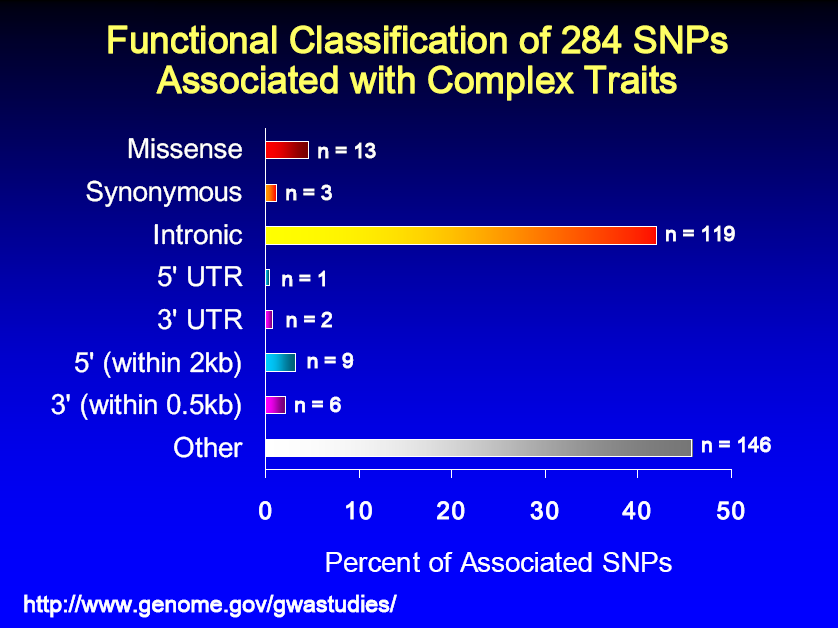 Functional Classification of 284 SNPs
Associated with Complex Traits
Missense n = 13
Synonymous n = 3
Intronic n = 119
5' UTR n = 1
3' UTR n = 2
5' (within 2kb) n = 9
3' (within 0.5kb) n = 6
Other n = 146
0 10 20 30 40 50
Percent of Associated SNPs
http://www.genome.gov/gwastudies/